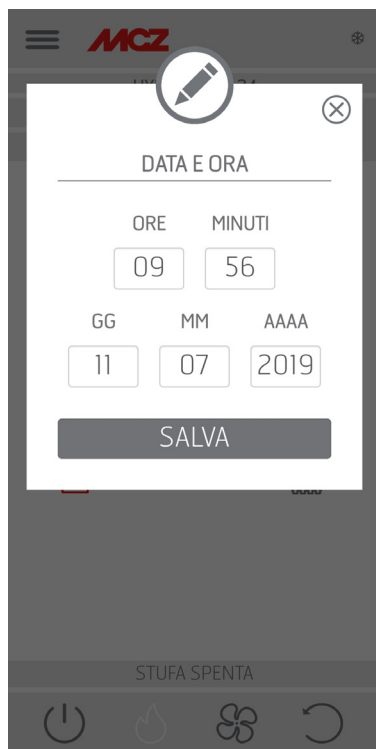 MCZ
DATA E ORA
ORE MINUTI
09 56
GG MM AAAA
11 07 2019
SALVA
STUFA SPENTA